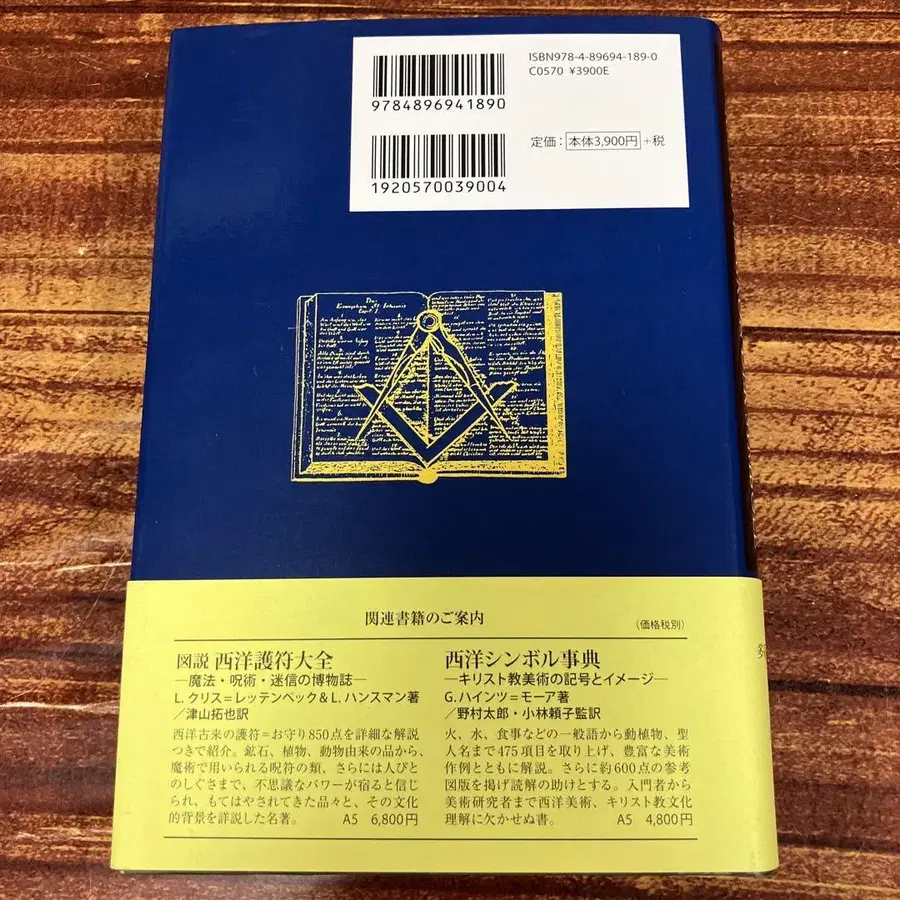 ISBN978-4-89694-189-0
C0570 ¥3900E
9784896941890
定価：本体3,900円+税
1920570039004
Das
Evangelium St Johannis
Capit: 1
関連書籍のご案内
（価格税別）
図説 西洋護符大全
―魔法・呪術・迷信の博物誌―
L. クリス＝レッテンベック＆L. ハンスマン著
／津山拓也訳
西洋古来の護符＝お守り850点を詳細な解説
つきで紹介。鉱石、植物、動物由来の品から、
魔術で用いられる呪符の類、さらには人びと
のしぐさまで、不思議なパワーが宿ると信じ
られ、もてはやされてきた品々と、その文化
的背景を詳説した名著。 A5 6,800円
西洋シンボル事典
―キリスト教美術の記号とイメージ―
G. ハインツ＝モーア著
／野村太郎・小林頼子監訳
火、水、食事などの一般語から動植物、聖
人名まで475項目を取り上げ、豊富な美術
作例とともに解説。さらに約600点の参考
図版を掲げ読解の助けとする。入門者から
美術研究者まで西洋美術、キリスト教文化
理解に欠かせぬ書。 A5 4,800円